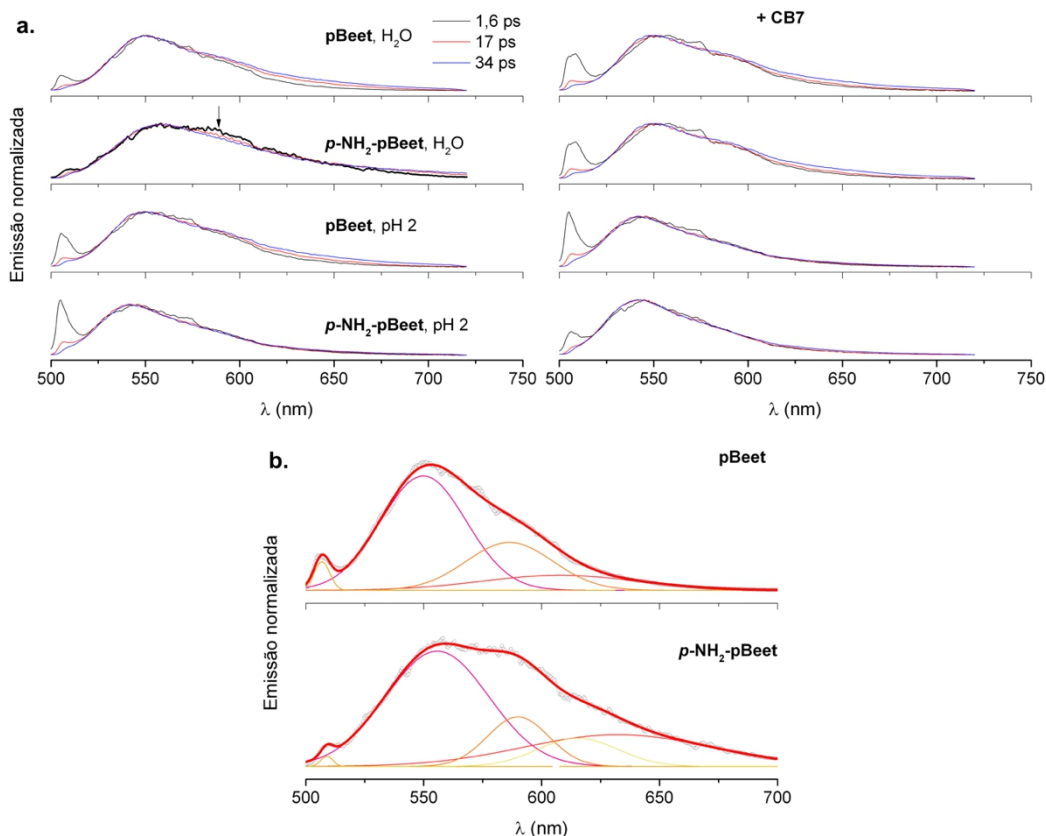 a.
+ CB7
pBeet, H₂O
1,6 ps
17 ps
34 ps
p-NH₂-pBeet, H₂O
pBeet, pH 2
p-NH₂-pBeet, pH 2
Emissão normalizada
500 550 600 650 700 750
500 550 600 650 700 750
λ (nm)
λ (nm)
b.
pBeet
p-NH₂-pBeet
Emissão normalizada
500 550 600 650 700
λ (nm)